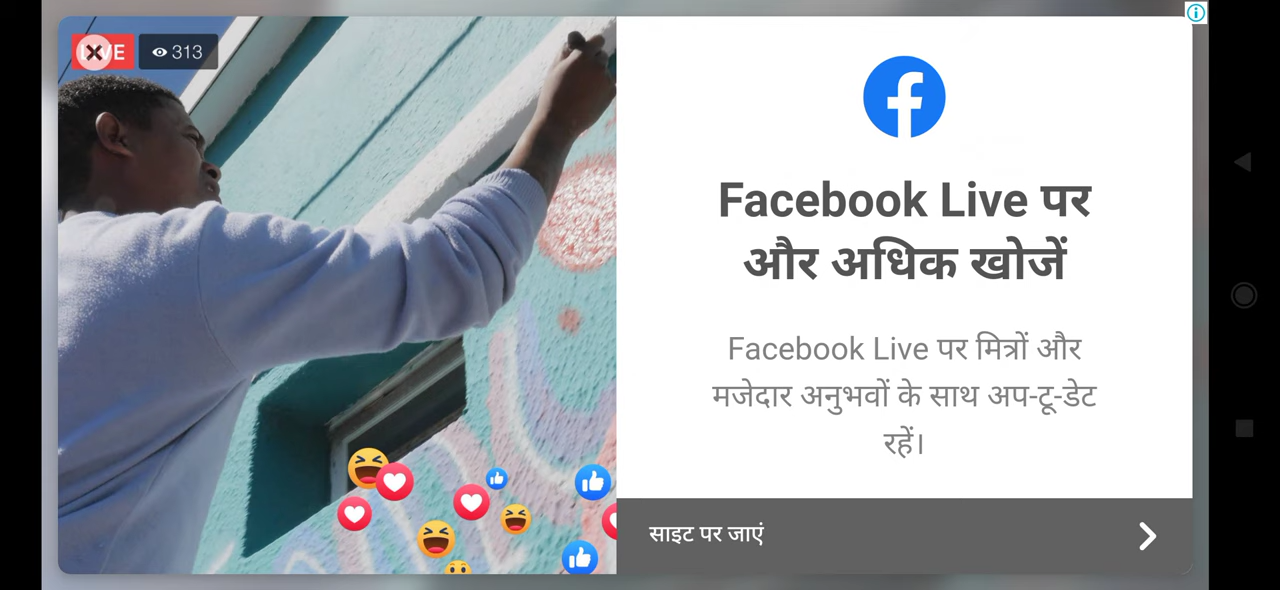 313
Facebook Live पर
और अधिक खोजें
Facebook Live पर मित्रों और
मजेदार अनुभवों के साथ अप-टू-डेट
रहें।
साइट पर जाएं